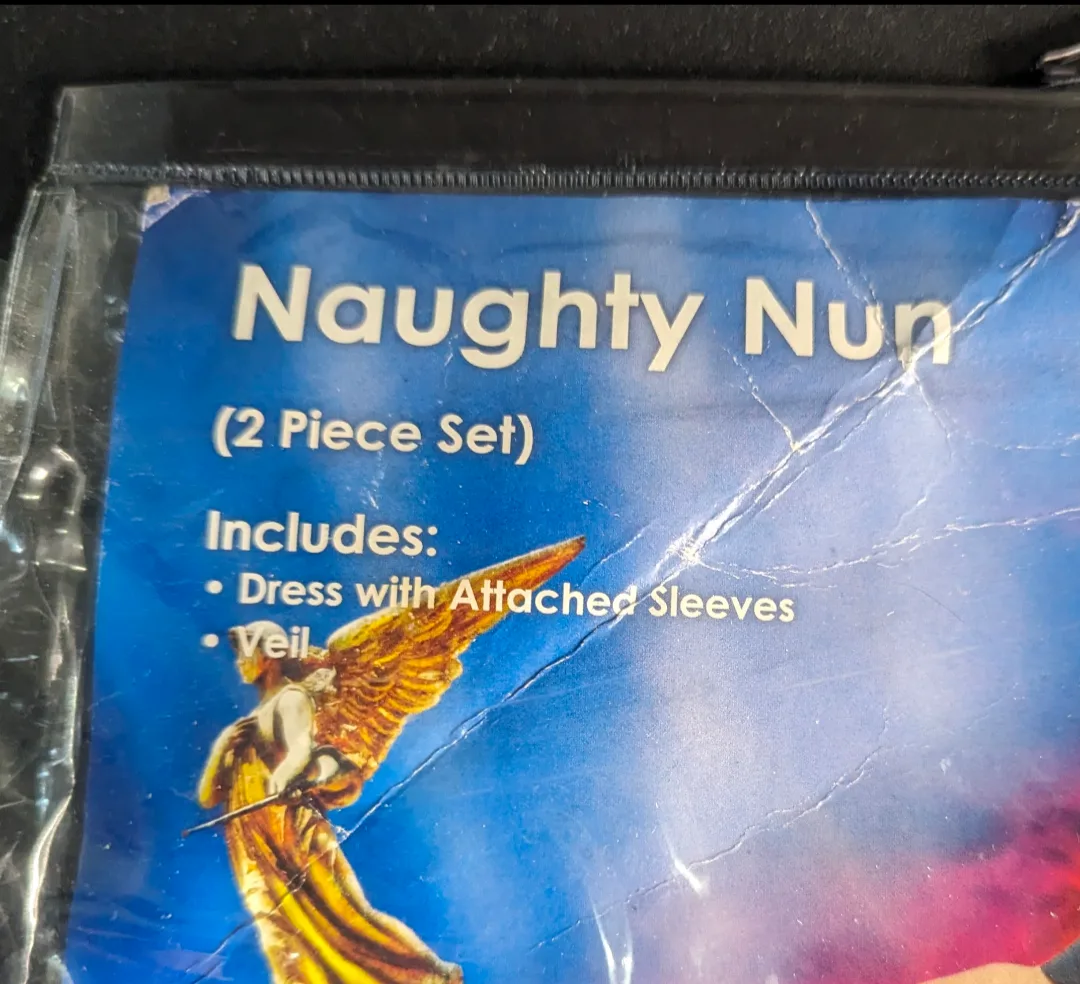 Naughty Nun
(2 Piece Set)
Includes:
• Dress with Attached Sleeves
• Veil